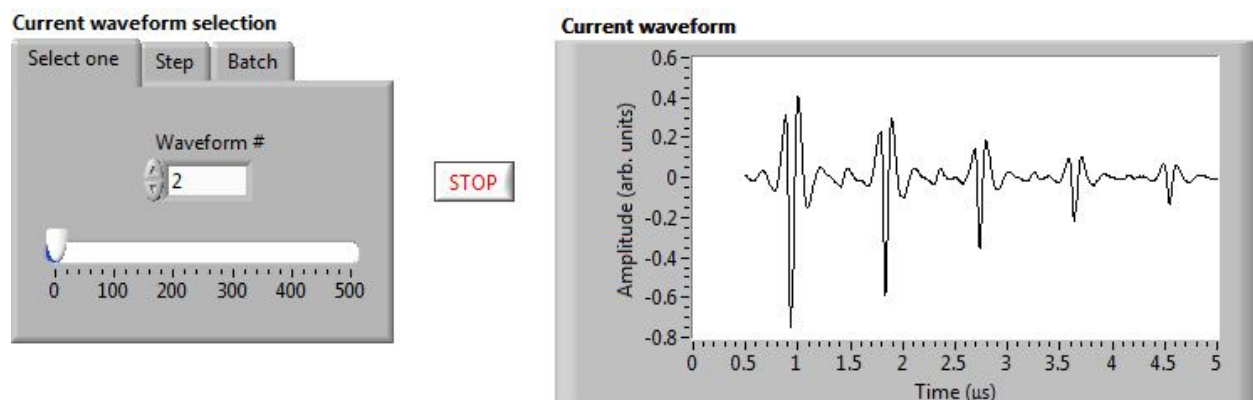 Current waveform selection
Select one Step Batch
Waveform #
2
0 100 200 300 400 500
STOP
Current waveform
Amplitude (arb. units)
0.6
0.4
0.2
0
-0.2
-0.4
-0.6
-0.8
0 0.5 1 1.5 2 2.5 3 3.5 4 4.5 5
Time (µs)